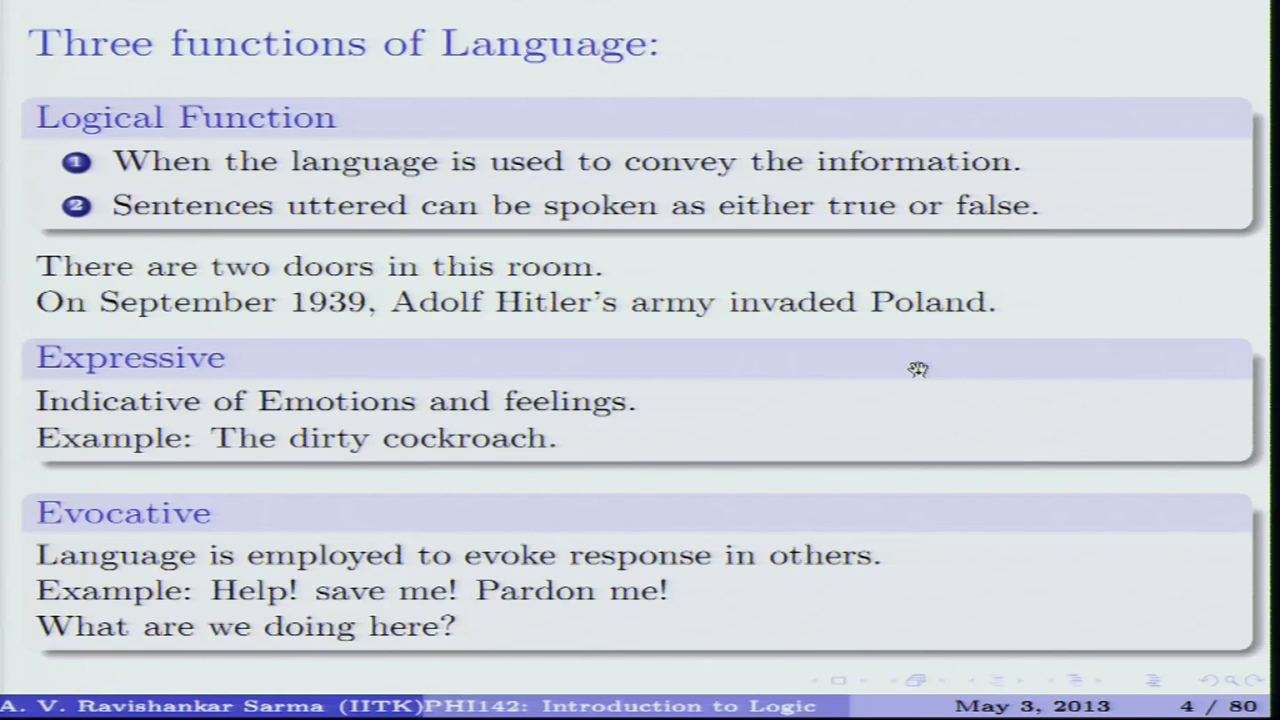 Three functions of Language:
Logical Function
1 When the language is used to convey the information.
2 Sentences uttered can be spoken as either true or false.
There are two doors in this room.
On September 1939, Adolf Hitler's army invaded Poland.
Expressive
Indicative of Emotions and feelings.
Example: The dirty cockroach.
Evocative
Language is employed to evoke response in others.
Example: Help! save me! Pardon me!
What are we doing here?
A. V. Ravishankar Sarma (IITK) PHI142: Introduction to Logic May 3, 2013 4 / 80